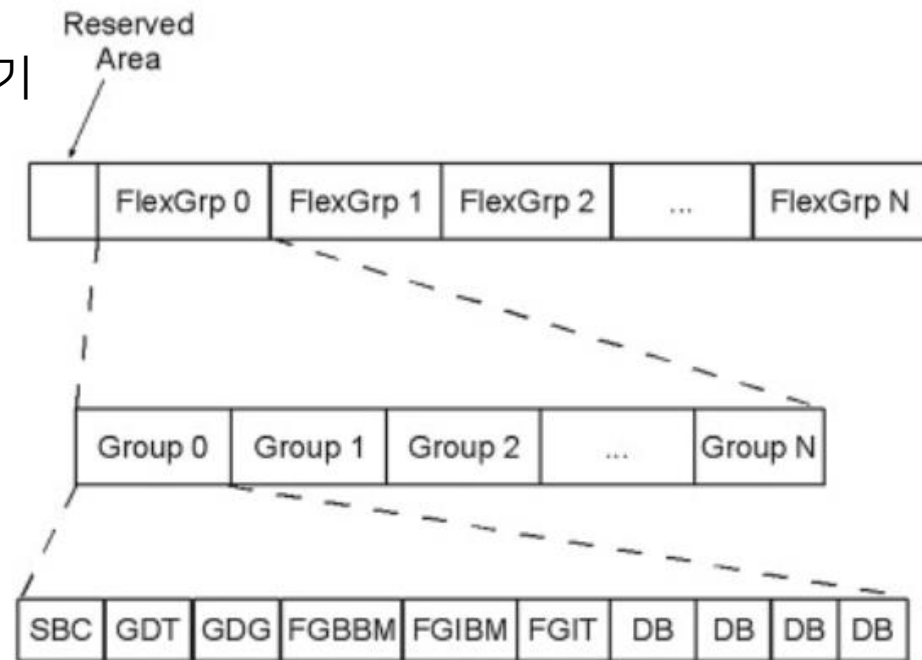 Reserved
Area
기
FlexGrp 0 FlexGrp 1 FlexGrp 2 ... FlexGrp N
Group 0 Group 1 Group 2 ... Group N
SBC GDT GDG FGBBM FGIBM FGIT DB DB DB DB